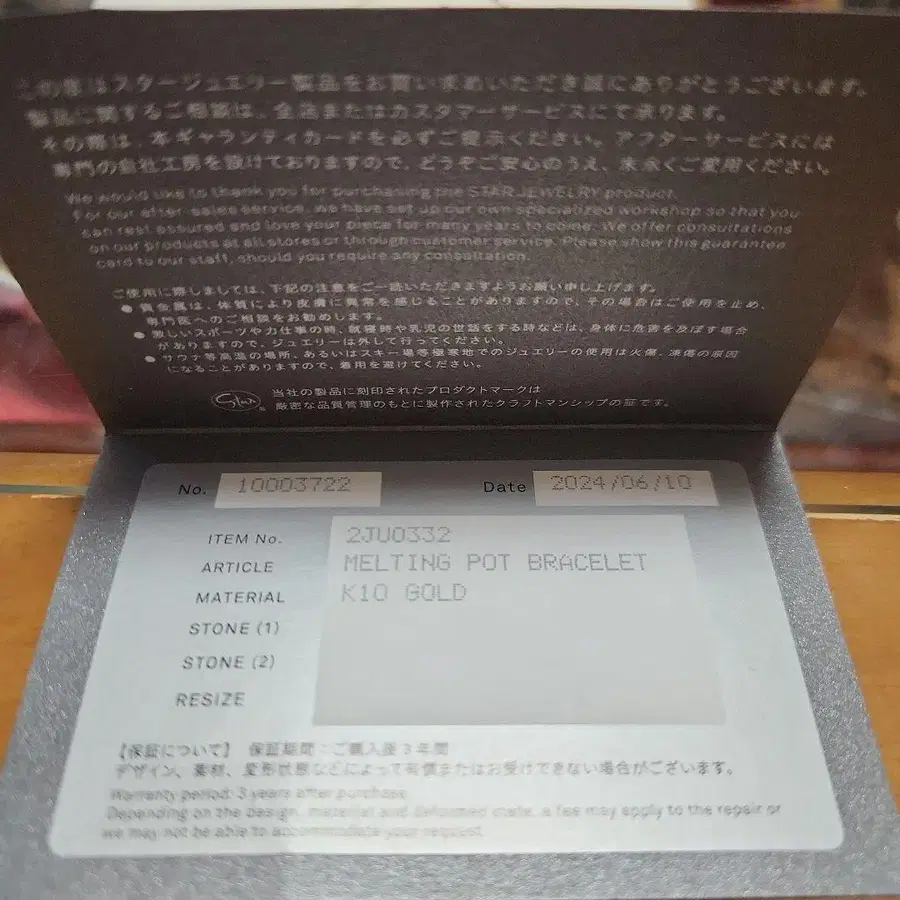 この度はスタージュエリー製品をお買い求めいただき誠にありがとうございます。
製品に関するご相談は、全店またはカスタマーサービスにて承ります。
その際は、本ギャランティカードを必ずご提示ください。アフターサービスには
専門の自社工房を設けておりますので、どうぞご安心のうえ、末永くご愛用ください。
We would like to thank you for purchasing the STAR JEWELRY product.
For our after-sales service, we have set up our own specialized workshop so that you
can rest assured and love your piece for many years to come. We offer consultations
on our products at all stores or through customer service. Please show this guarantee
card to our staff, should you require any consultation.
ご使用に際しましては、下記の注意をご一読いただきますようお願い申し上げます。
● 貴金属は、体質により皮膚に異常を感じることがありますので、その場合はご使用を止め、
専門医へのご相談をお勧めします。
● 激しいスポーツや力仕事の時、就寝時や乳児の世話をする時などは、身体に危害を及ぼす場合
がありますので、ジュエリーは外して行ってください。
● サウナ等高温の場所、あるいはスキー場等極寒地でのジュエリーの使用は火傷、凍傷の原因
になることがありますので、着用を避けてください。
Star®
当社の製品に刻印されたプロダクトマークは
厳密な品質管理のもとに製作されたクラフトマンシップの証です。
No. 10003722 Date 2024/06/10
ITEM No. 2JU0332
ARTICLE MELTING POT BRACELET
MATERIAL K10 GOLD
STONE (1)
STONE (2)
RESIZE
【保証について】 保証期間：ご購入後3年間
デザイン、素材、変形状態などによって有償またはお受けできない場合がございます。
Warranty period: 3 years after purchase
Depending on the design, material and deformed state, a fee may apply to the repair or
we may not be able to accommodate your request.